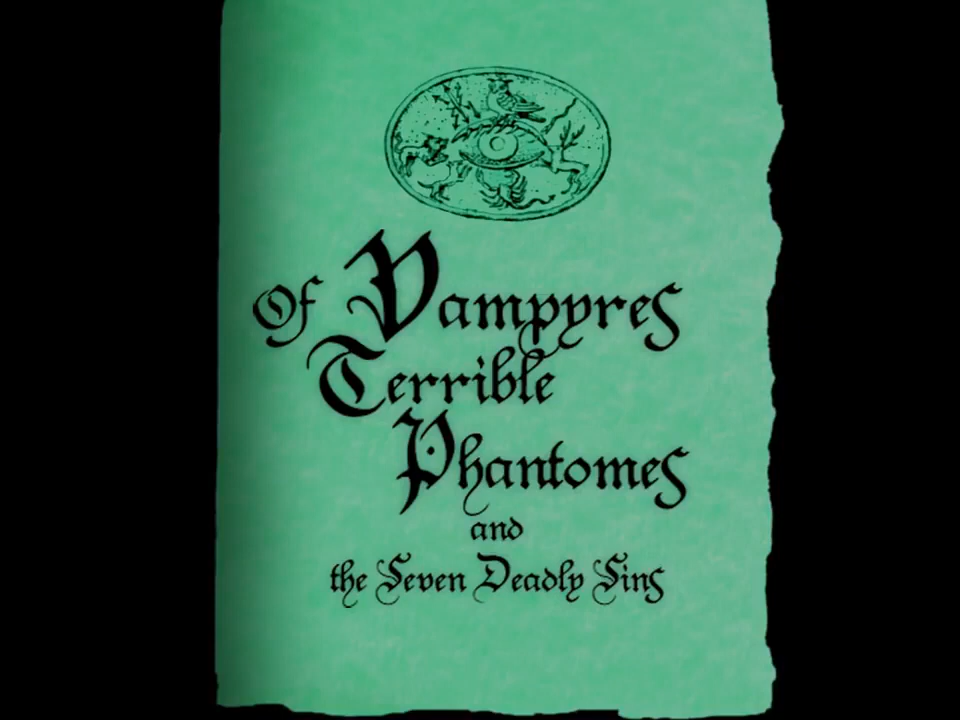 Of Vampyres
Terrible
Phantomes
and
the Seven Deadly Sins